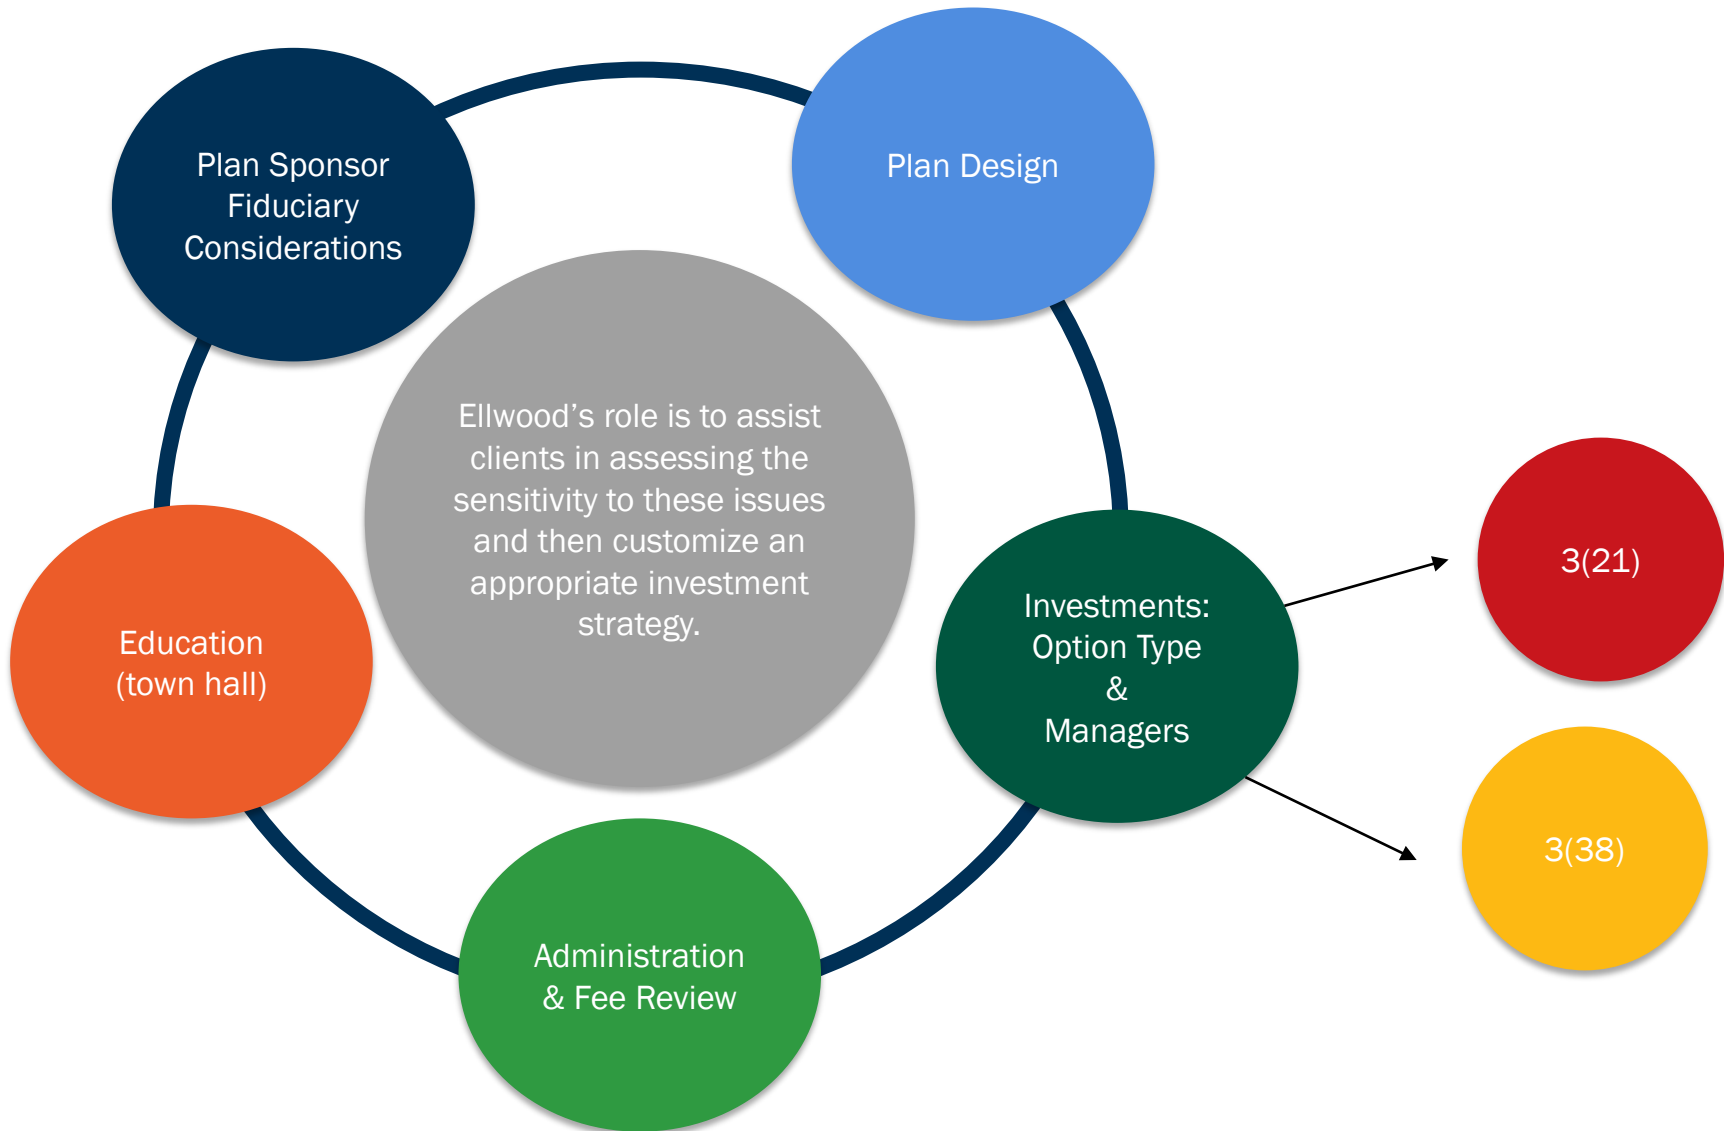 Plan Sponsor
Fiduciary
Considerations
Plan Design
Ellwood’s role is to assist
clients in assessing the
sensitivity to these issues
and then customize an
appropriate investment
strategy.
Education
(town hall)
Investments:
Option Type
&
Managers
3(21)
3(38)
Administration
& Fee Review